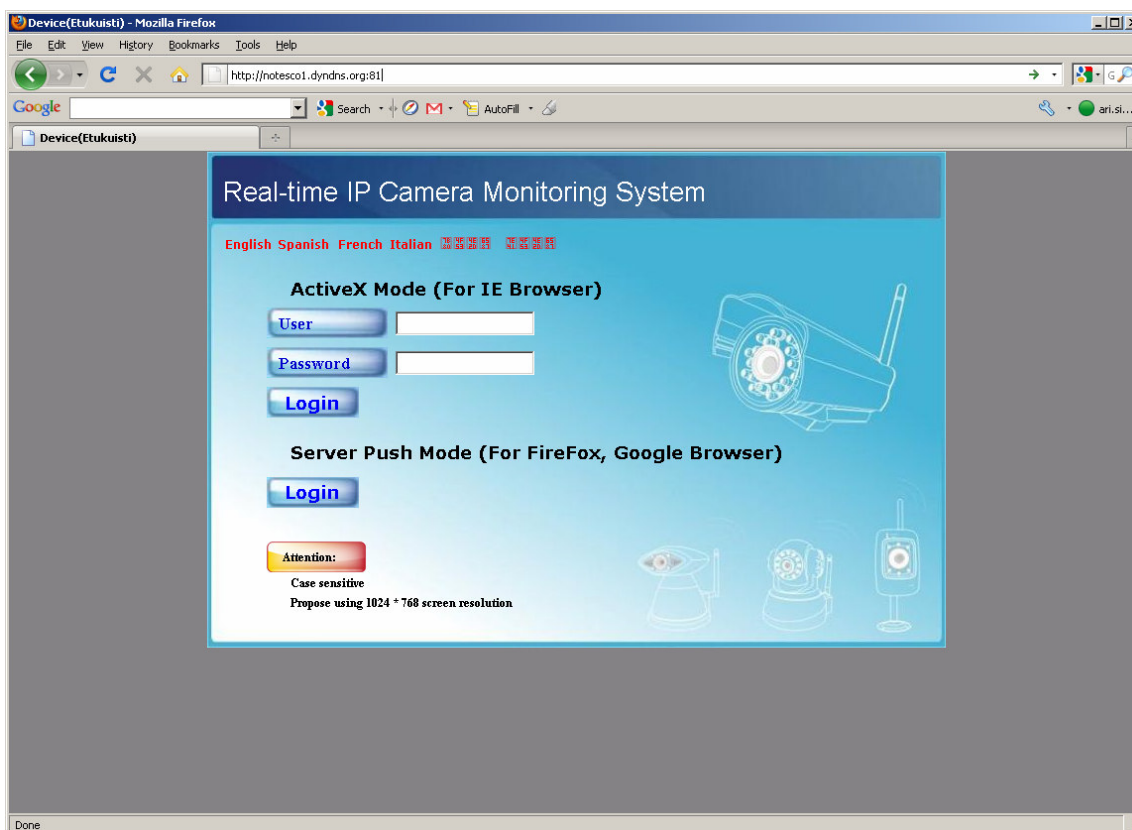 Device(Etukuisti) - Mozilla Firefox
File Edit View History Bookmarks Tools Help
http://notesco1.dyndns.org:81
G
Google Search AutoFill ari.si...
Device(Etukuisti)
Real-time IP Camera Monitoring System
English Spanish French Italian
ActiveX Mode (For IE Browser)
User
Password
Login
Server Push Mode (For FireFox, Google Browser)
Login
Attention:
Case sensitive
Propose using 1024 * 768 screen resolution
Done